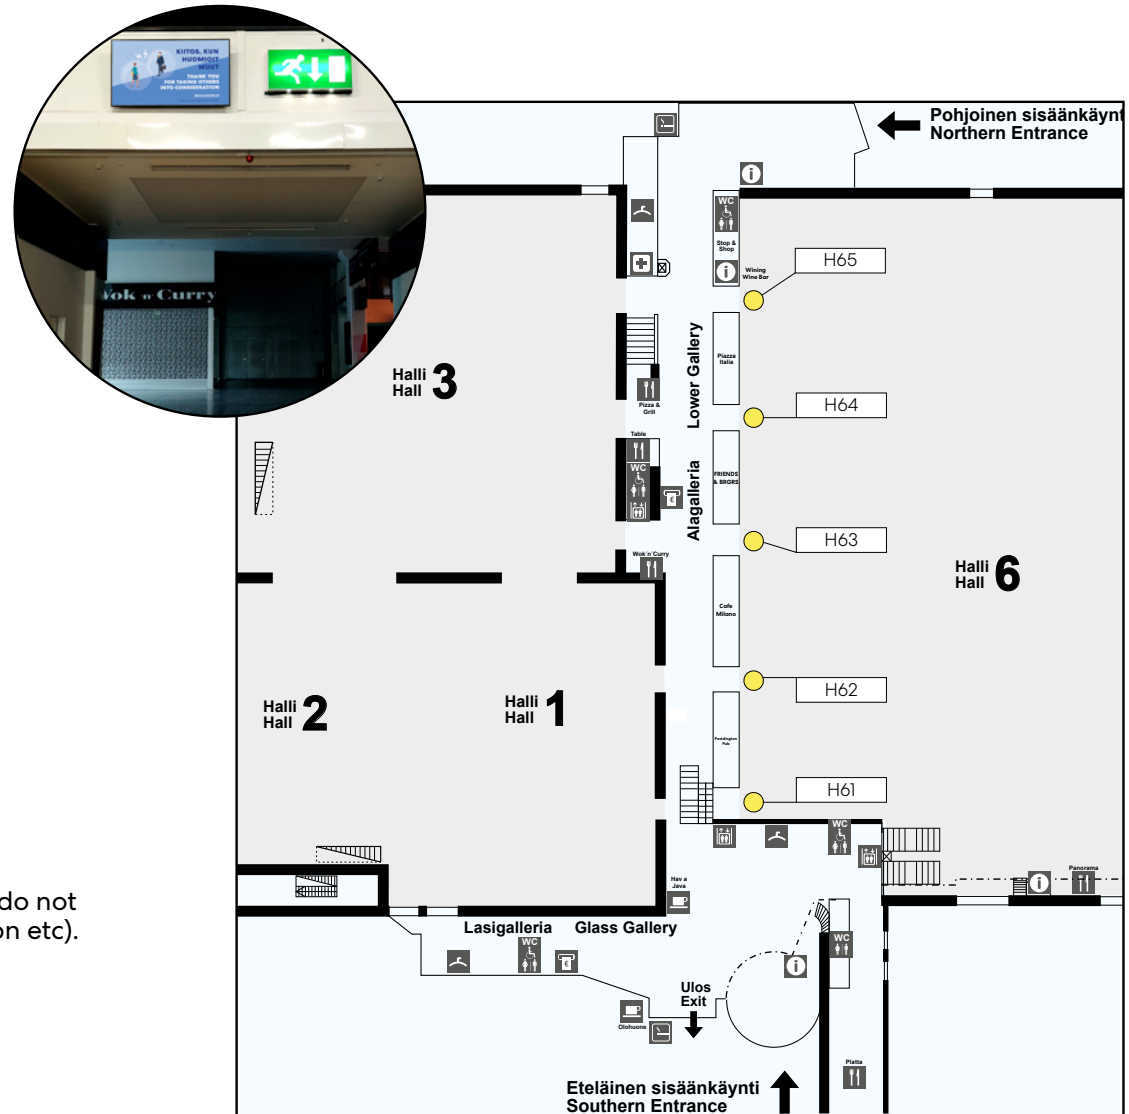 KIITOS, KUN
HUOMIOIT
MUUT
THANK YOU
FOR TAKING OTHERS
INTO CONSIDERATION
Wok 'n' Curry
Pohjoinen sisäänkäynt
Northern Entrance
WC
Stop &
Shop
Wining
Wine Bar
H65
Piazza
Italia
Lower Gallery
Alagalleria
Halli
Hall 3
Pizza &
Grill
H64
Table
WC
FRIENDS
& BRGRS
H63
Wok'n'Curry
Halli
Hall 6
Cafe
Milano
H62
Halli
Hall 2
Halli
Hall 1
Paddington
Pub
H61
WC
Panorama
Hav a
Java
do not
on etc).
Lasigalleria Glass Gallery
WC
WC
Ulos
Exit
Olohuone
Platta
Eteläinen sisäänkäynti
Southern Entrance